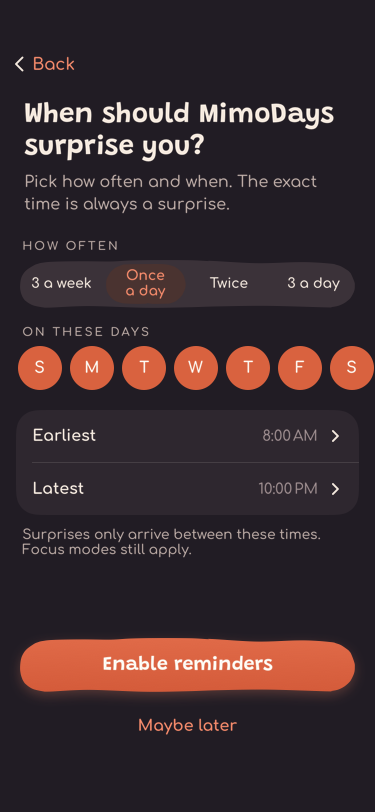 Back
When should MimoDays
surprise you?
Pick how often and when. The exact
time is always a surprise.
HOW OFTEN
3 a week Once a day Twice 3 a day
ON THESE DAYS
S M T W T F S
Earliest 8:00 AM
Latest 10:00 PM
Surprises only arrive between these times.
Focus modes still apply.
Enable reminders
Maybe later